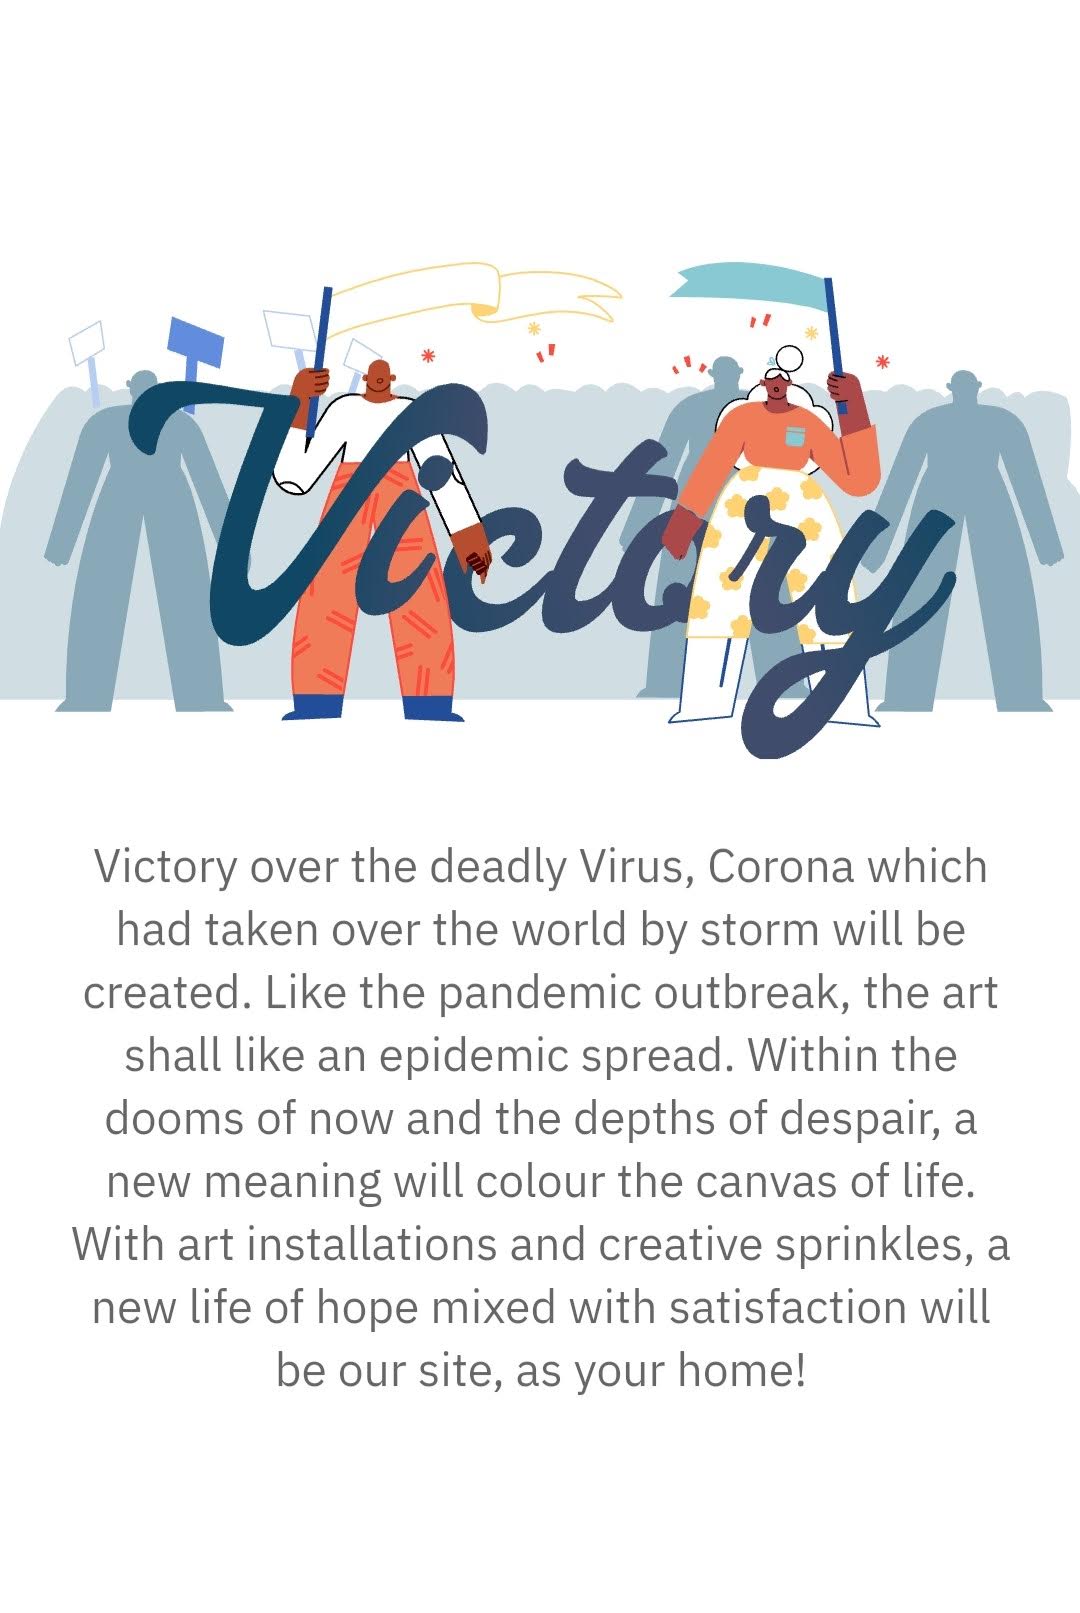 Victory
Victory over the deadly Virus, Corona which
had taken over the world by storm will be
created. Like the pandemic outbreak, the art
shall like an epidemic spread. Within the
dooms of now and the depths of despair, a
new meaning will colour the canvas of life.
With art installations and creative sprinkles, a
new life of hope mixed with satisfaction will
be our site, as your home!